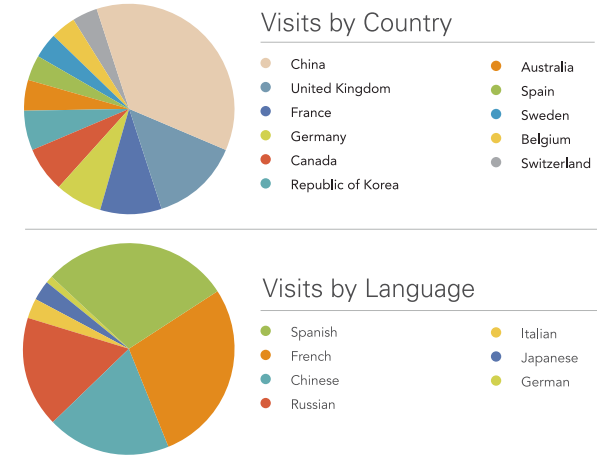 Visits by Country
China
United Kingdom
France
Germany
Canada
Republic of Korea
Australia
Spain
Sweden
Belgium
Switzerland
Visits by Language
Spanish
French
Chinese
Russian
Italian
Japanese
German